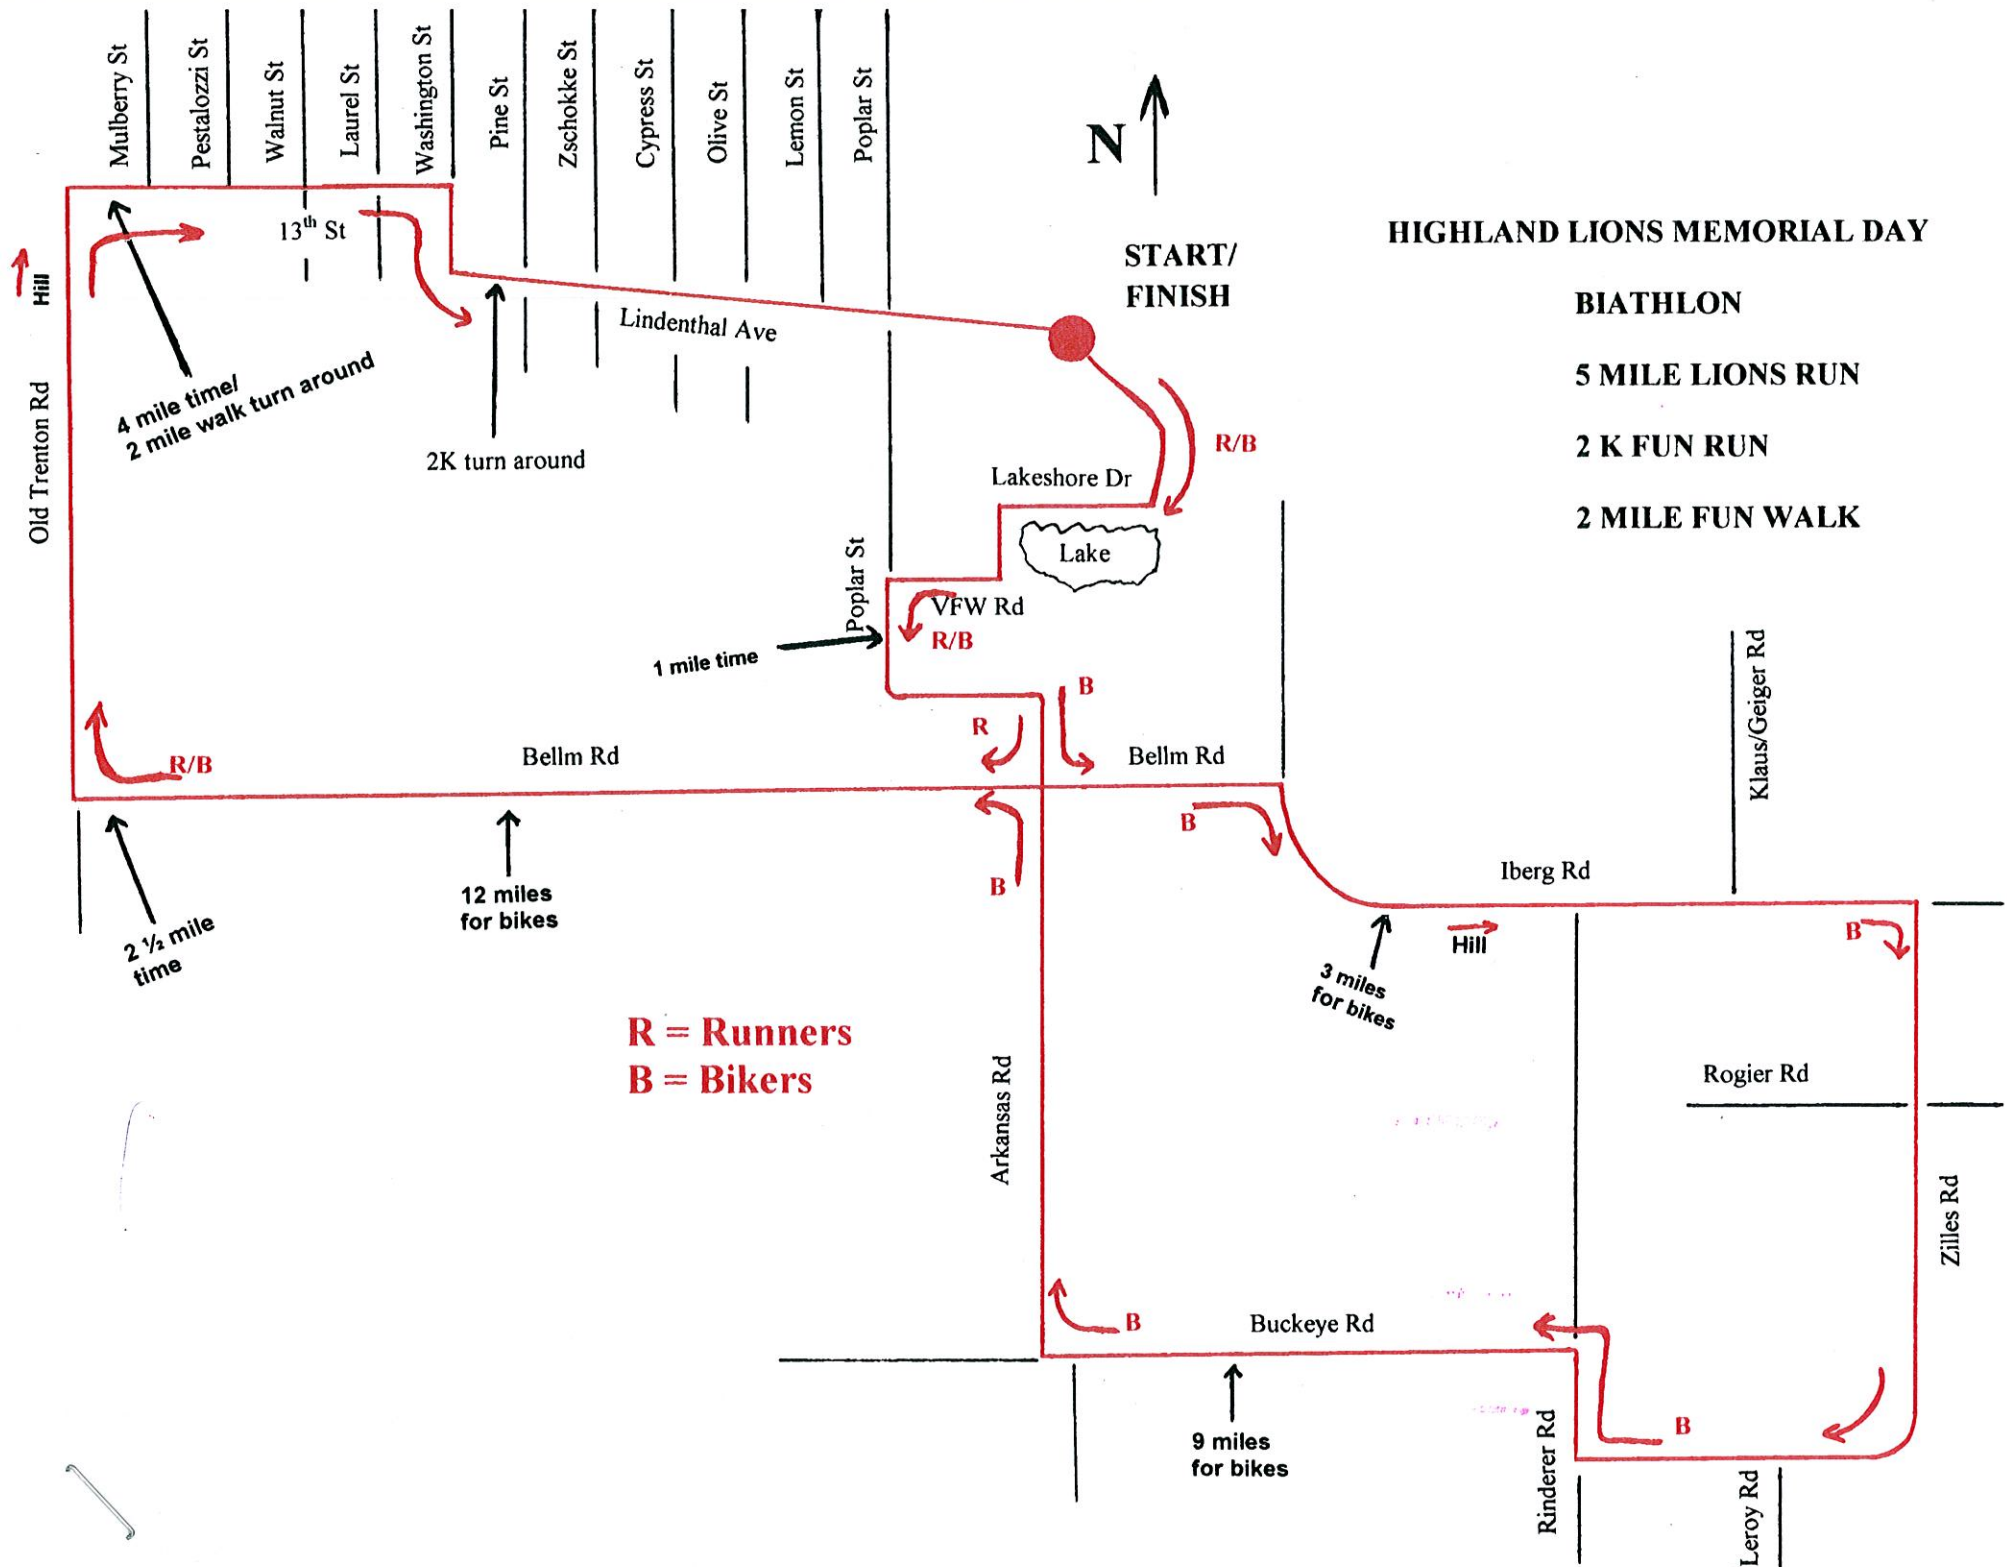 Mulberry St
Pestalozzi St
Walnut St
Laurel St
Washington St
Pine St
Zschokke St
Cypress St
Olive St
Lemon St
Poplar St
N
HIGHLAND LIONS MEMORIAL DAY
BIATHLON
5 MILE LIONS RUN
2 K FUN RUN
2 MILE FUN WALK
START/
FINISH
13th St
Hill
Lindenthal Ave
4 mile time/
2 mile walk turn around
Old Trenton Rd
2K turn around
R/B
Lakeshore Dr
Lake
Poplar St
VFW Rd
R/B
1 mile time
B
R
Klaus/Geiger Rd
R/B
Bellm Rd
Bellm Rd
B
B
12 miles
for bikes
Iberg Rd
2 ½ mile
time
Hill
B
3 miles
for bikes
R = Runners
B = Bikers
Arkansas Rd
Rogier Rd
Zilles Rd
B
Buckeye Rd
9 miles
for bikes
Rinderer Rd
B
Leroy Rd